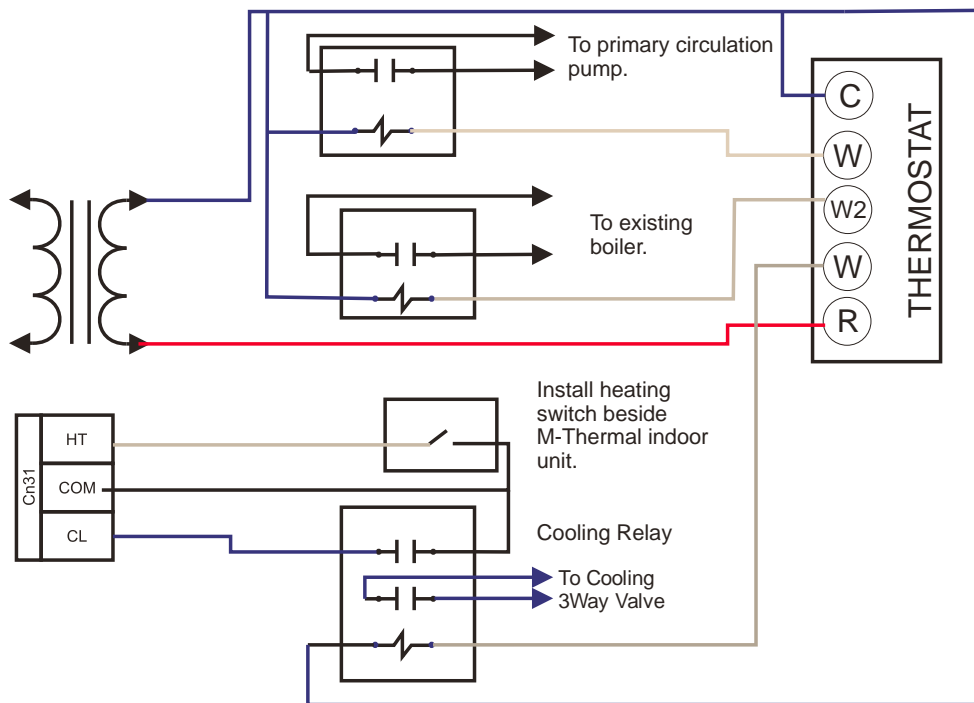 To primary circulation
pump.
C
W
W2
W
R
THERMOSTAT
To existing
boiler.
Install heating
switch beside
M-Thermal indoor
unit.
Cn31
HT
COM
CL
Cooling Relay
To Cooling
3Way Valve